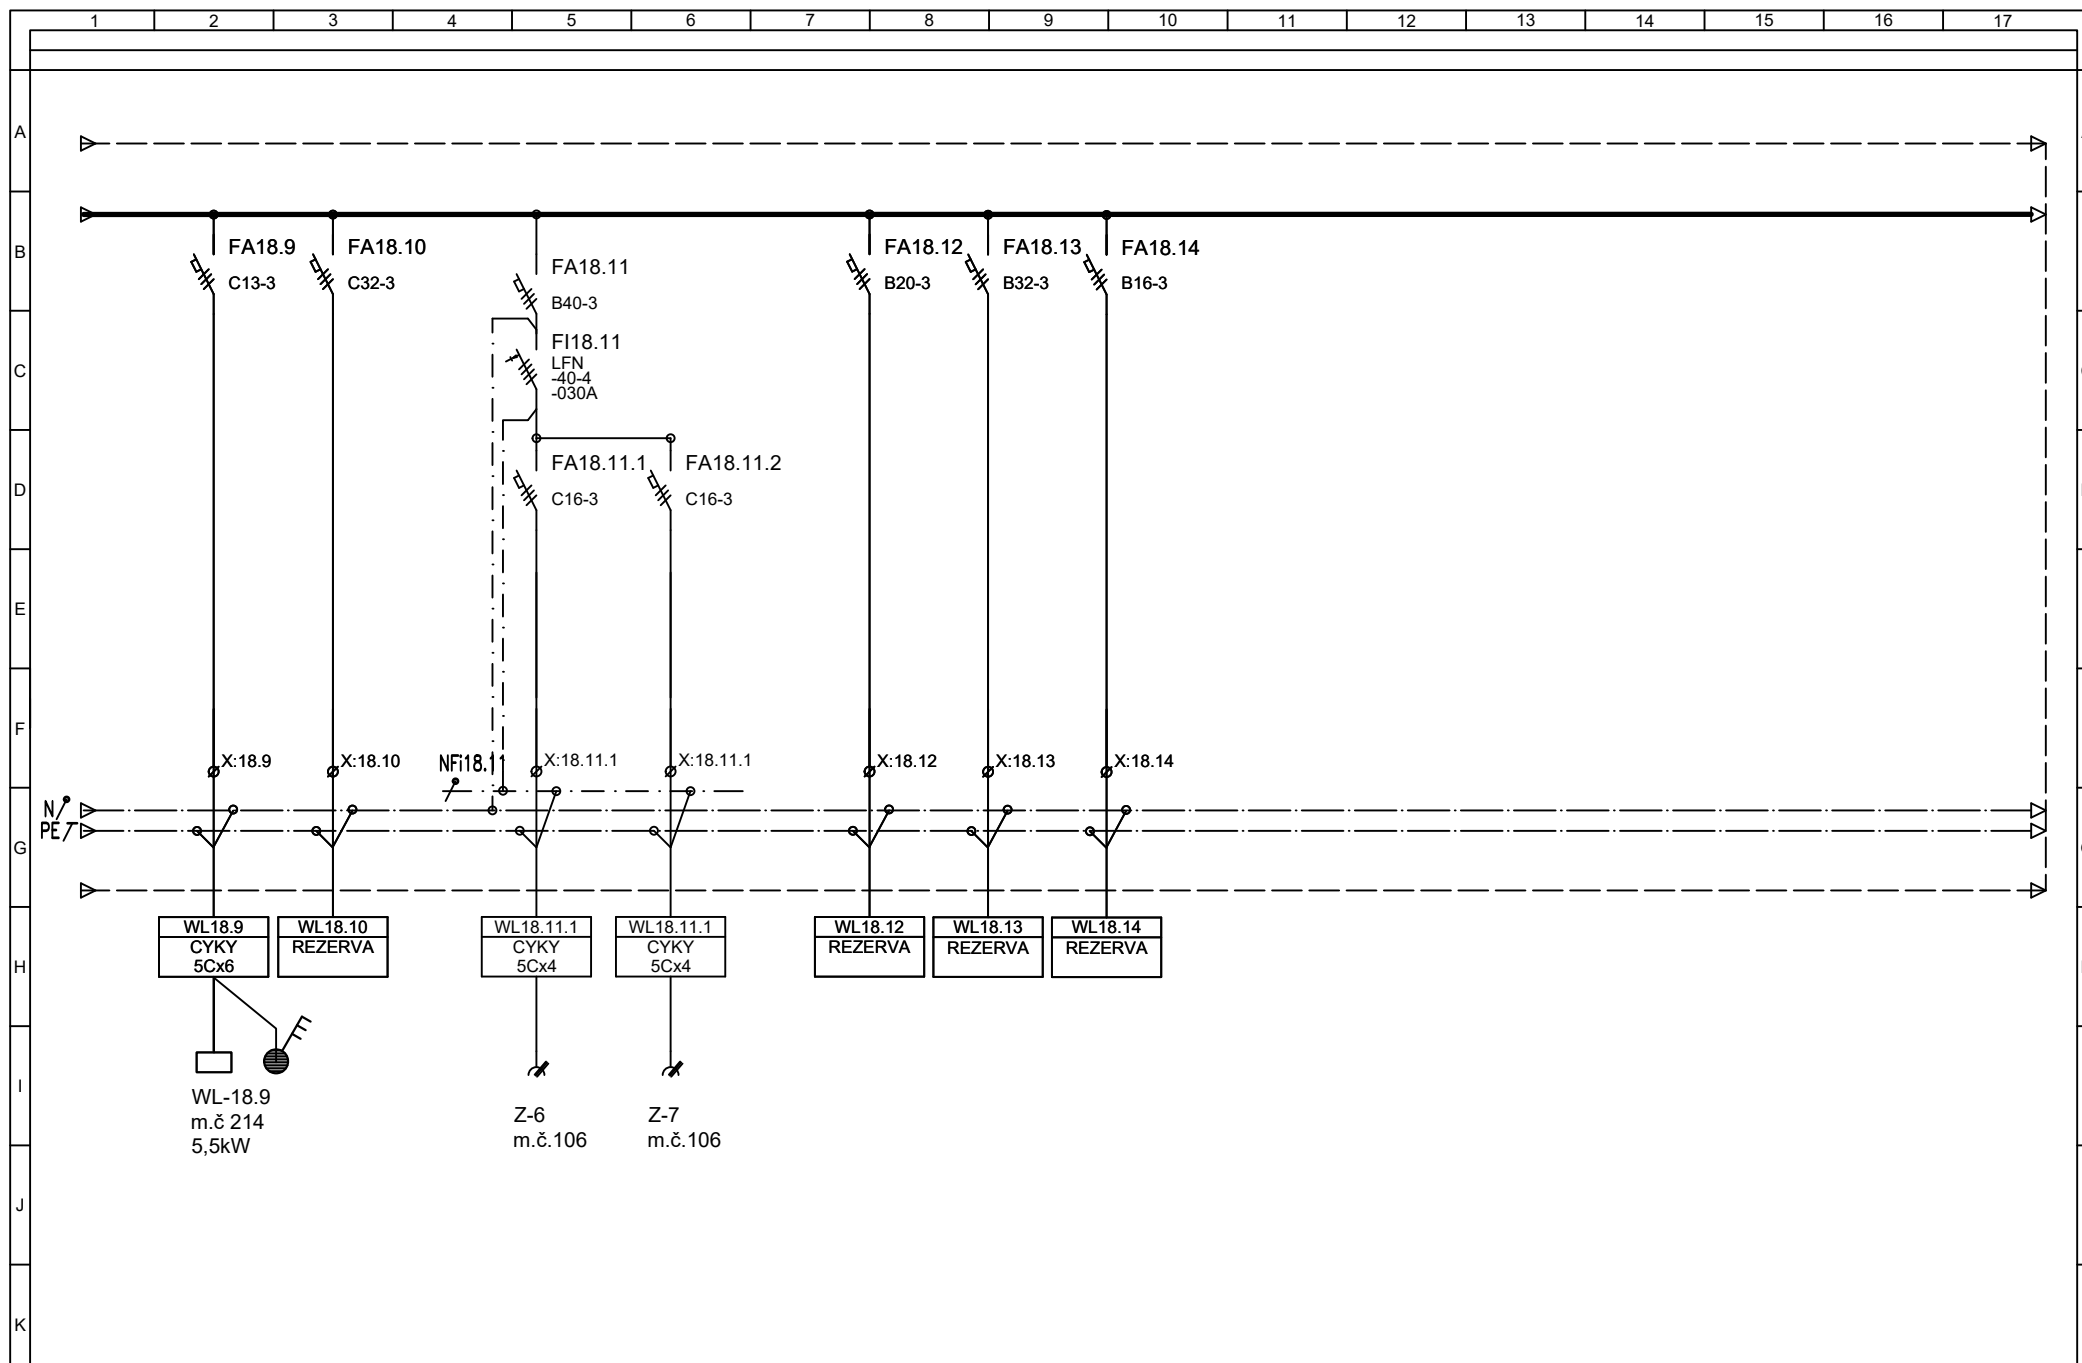 1 2 3 4 5 6 7 8 9 10 11 12 13 14 15 16 17
A
B
C
D
E
F
G
H
I
J
K
FA18.9
C13-3
FA18.10
C32-3
FA18.11
B40-3
FI18.11
LFN
-40-4
-030A
FA18.11.1
C16-3
FA18.11.2
C16-3
FA18.12
B20-3
FA18.13
B32-3
FA18.14
B16-3
X:18.9
X:18.10
NFi18.11
X:18.11.1
X:18.11.1
X:18.12
X:18.13
X:18.14
N
PE
WL18.9
CYKY
5Cx6
WL18.10
REZERVA
WL18.11.1
CYKY
5Cx4
WL18.11.1
CYKY
5Cx4
WL18.12
REZERVA
WL18.13
REZERVA
WL18.14
REZERVA
WL-18.9
m.č 214
5,5kW
Z-6
m.č.106
Z-7
m.č.106